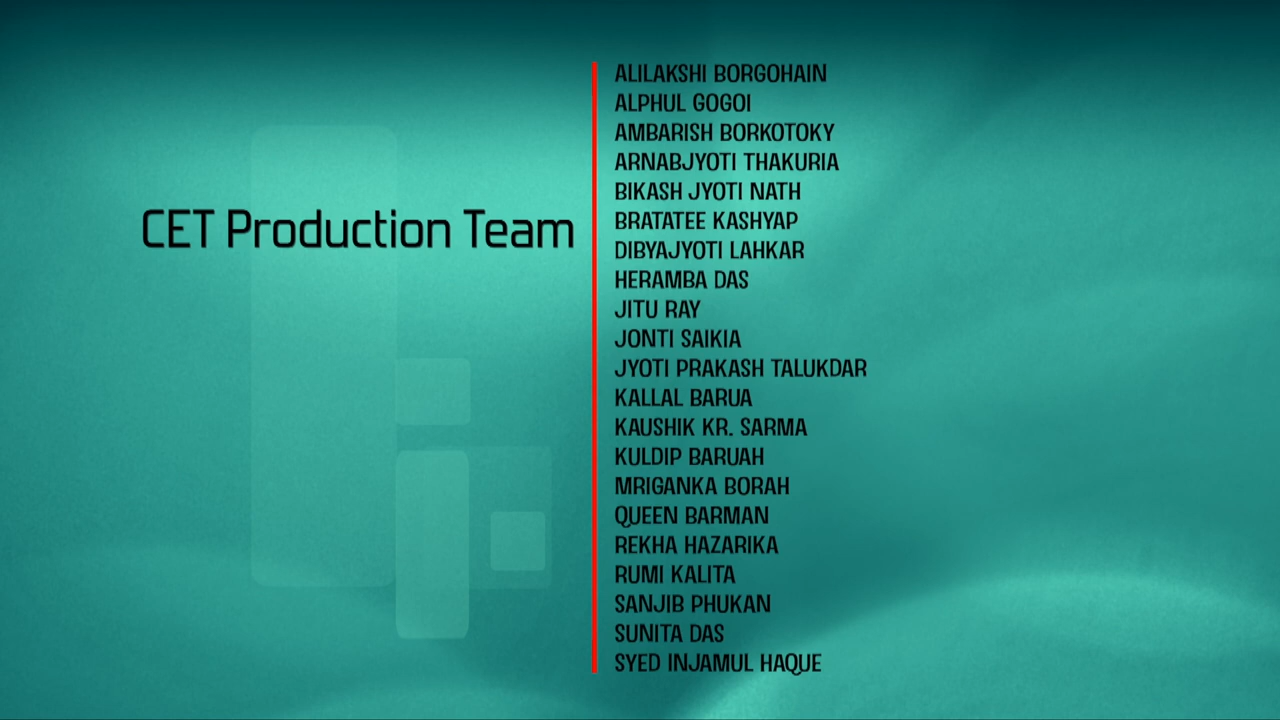 CET Production Team
ALILAKSHI BORGOHAIN
ALPHUL GOGOI
AMBARISH BORKOTOKY
ARNABJYOTI THAKURIA
BIKASH JYOTI NATH
BRATATEE KASHYAP
DIBYAJYOTI LAHKAR
HERAMBA DAS
JITU RAY
JONTI SAIKIA
JYOTI PRAKASH TALUKDAR
KALLAL BARUA
KAUSHIK KR. SARMA
KULDIP BARUAH
MRIGANKA BORAH
QUEEN BARMAN
REKHA HAZARIKA
RUMI KALITA
SANJIB PHUKAN
SUNITA DAS
SYED INJAMUL HAQUE